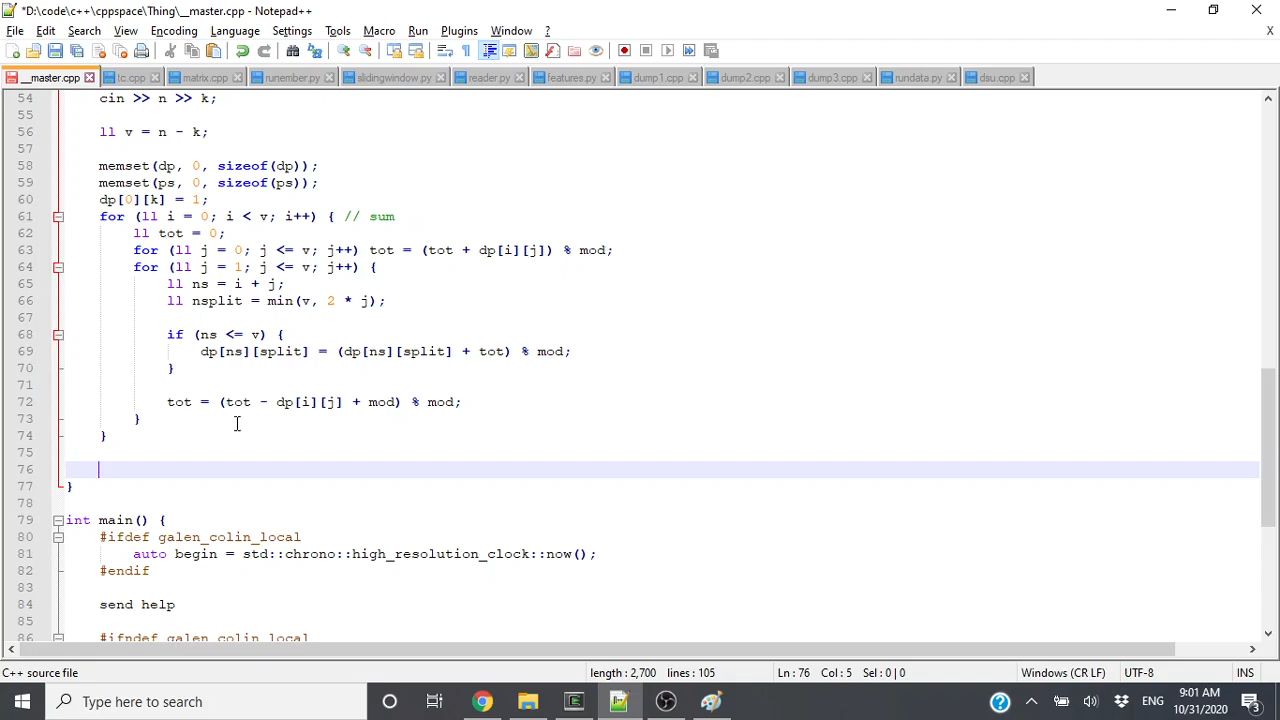 *D:\code\c++\cppspace\Thing\__master.cpp - Notepad++
File Edit Search View Encoding Language Settings Tools Macro Run Plugins Window ? X
__master.cpp tc.cpp matrix.cpp runember.py slidingwindow.py reader.py features.py dump1.cpp dump2.cpp dump3.cpp rundata.py dsu.cpp
54 cin >> n >> k;
55
56 ll v = n - k;
57
58 memset(dp, 0, sizeof(dp));
59 memset(ps, 0, sizeof(ps));
60 dp[0][k] = 1;
61 for (ll i = 0; i < v; i++) { // sum
62 ll tot = 0;
63 for (ll j = 0; j <= v; j++) tot = (tot + dp[i][j]) % mod;
64 for (ll j = 1; j <= v; j++) {
65 ll ns = i + j;
66 ll nsplit = min(v, 2 * j);
67
68 if (ns <= v) {
69 dp[ns][split] = (dp[ns][split] + tot) % mod;
70 }
71
72 tot = (tot - dp[i][j] + mod) % mod;
73 }
74 }
75
76
77 }
78
79 int main() {
80 #ifdef galen_colin_local
81 auto begin = std::chrono::high_resolution_clock::now();
82 #endif
83
84 send help
85
86 #ifndef galen_colin_local
C++ source file length : 2,700 lines : 105 Ln : 76 Col : 5 Sel : 0 | 0 Windows (CR LF) UTF-8 INS
Type here to search
ENG
9:01 AM
10/31/2020
3